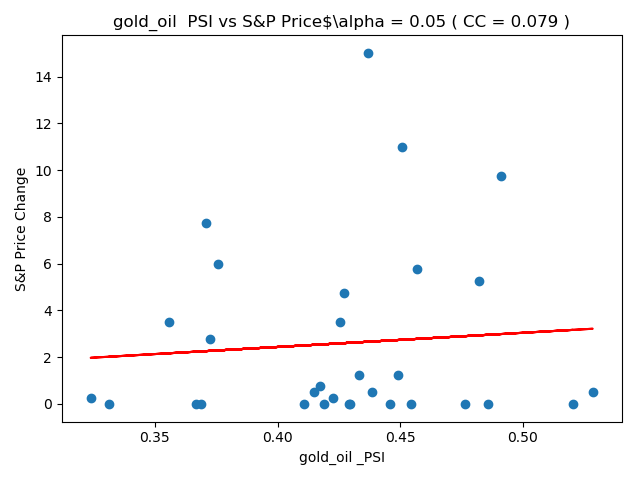 gold_oil  PSI vs S&P Price$\alpha = 0.05 ( CC = 0.079 )
14
12
10
8
6
4
2
0
S&P Price Change
0.35 0.40 0.45 0.50
gold_oil _PSI